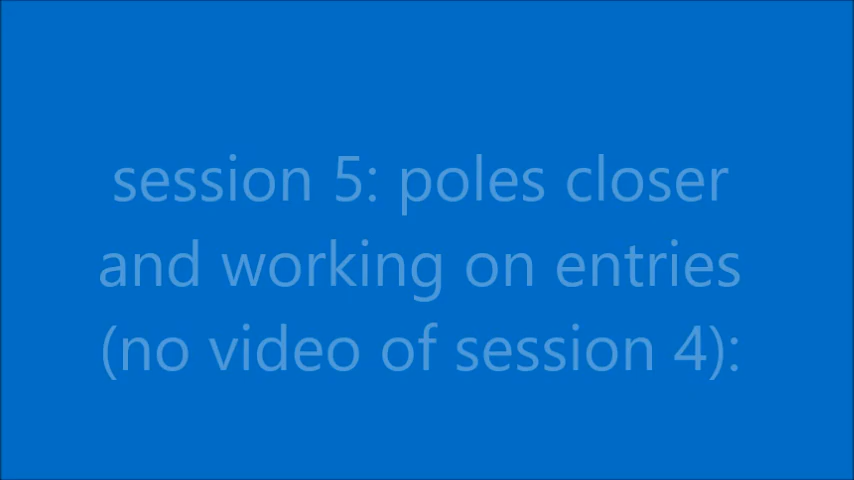 session 5: poles closer
and working on entries
(no video of session 4):